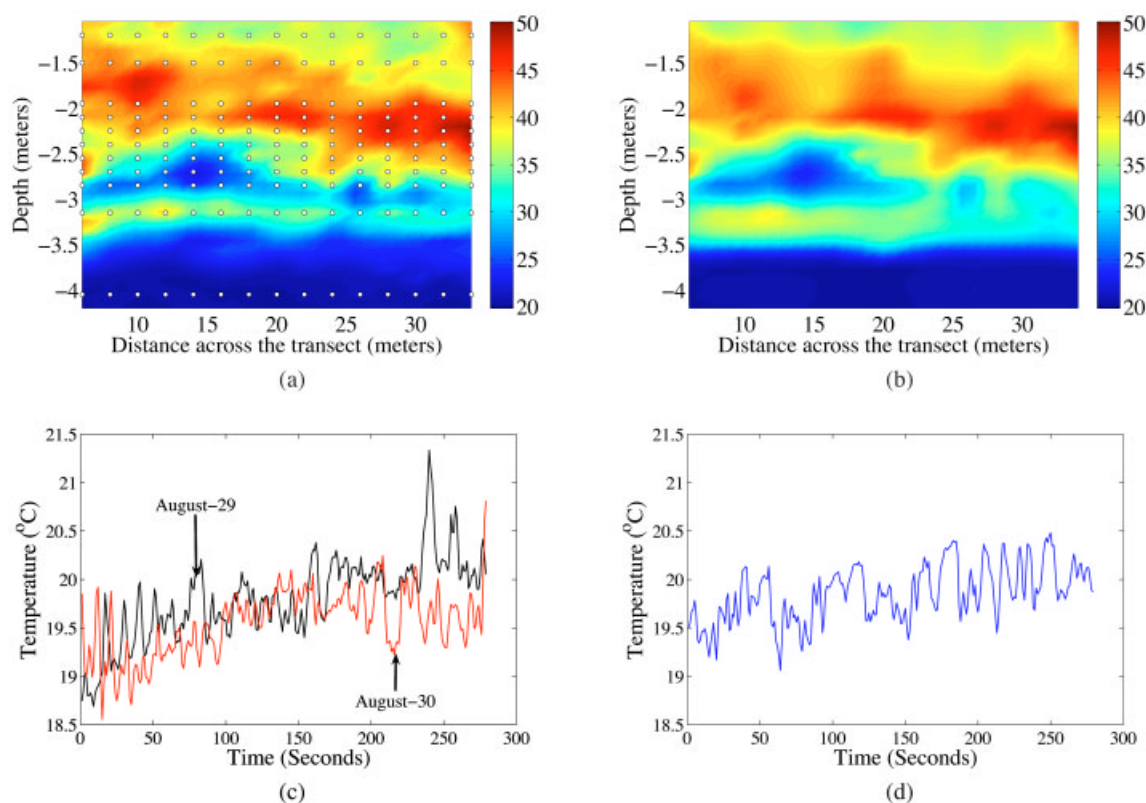 50
45
40
35
30
25
20
−1.5
−2
−2.5
−3
−3.5
−4
Depth (meters)
10 15 20 25 30
Distance across the transect (meters)
(a)
50
45
40
35
30
25
20
−1.5
−2
−2.5
−3
−3.5
−4
Depth (meters)
10 15 20 25 30
Distance across the transect (meters)
(b)
21.5
21
20.5
20
19.5
19
18.5
Temperature (°C)
August−29
August−30
0 50 100 150 200 250 300
Time (Seconds)
(c)
21.5
21
20.5
20
19.5
19
18.5
Temperature (°C)
0 50 100 150 200 250 300
Time (Seconds)
(d)